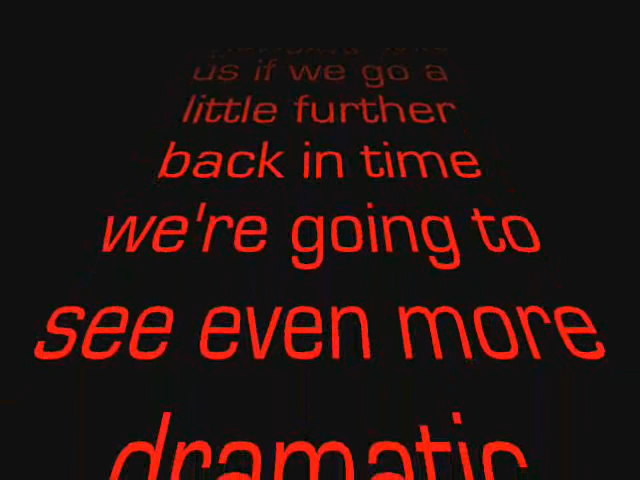 us if we go a
little further
back in time
we're going to
see even more
dramatic